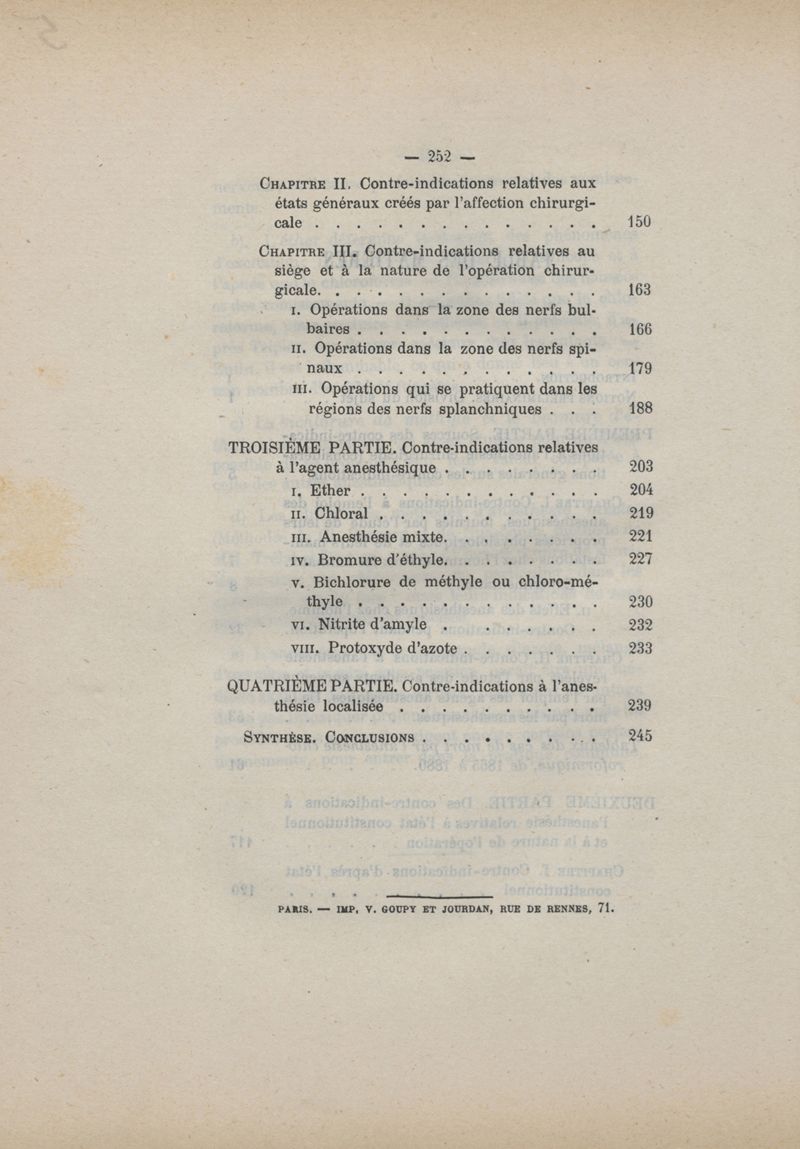 — 252 —
CHAPITRE II. Contre-indications relatives aux
états généraux créés par l'affection chirurgi-
cale . . . . . . . . . . . . . . 150
CHAPITRE III. Contre-indications relatives au
siège et à la nature de l'opération chirur-
gicale. . . . . . . . . . . . . . 163
I. Opérations dans la zone des nerfs bul-
baires . . . . . . . . . . . . 166
II. Opérations dans la zone des nerfs spi-
naux . . . . . . . . . . . . 179
III. Opérations qui se pratiquent dans les
régions des nerfs splanchniques . . . 188
TROISIÈME PARTIE. Contre-indications relatives
à l'agent anesthésique . . . . . . . . 203
I. Ether . . . . . . . . . . . . 204
II. Chloral . . . . . . . . . . . 219
III. Anesthésie mixte. . . . . . . . 221
IV. Bromure d'éthyle. . . . . . . . 227
V. Bichlorure de méthyle ou chloro-mé-
thyle . . . . . . . . . . . . 230
VI. Nitrite d'amyle . . . . . . . 232
VIII. Protoxyde d'azote . . . . . . . 233
QUATRIÈME PARTIE. Contre-indications à l'anes-
thésie localisée . . . . . . . . . . 239
SYNTHÈSE. CONCLUSIONS . . . . . . . . . 245
PARIS. — IMP. V. GOUPY ET JOURDAN, RUE DE RENNES, 71.